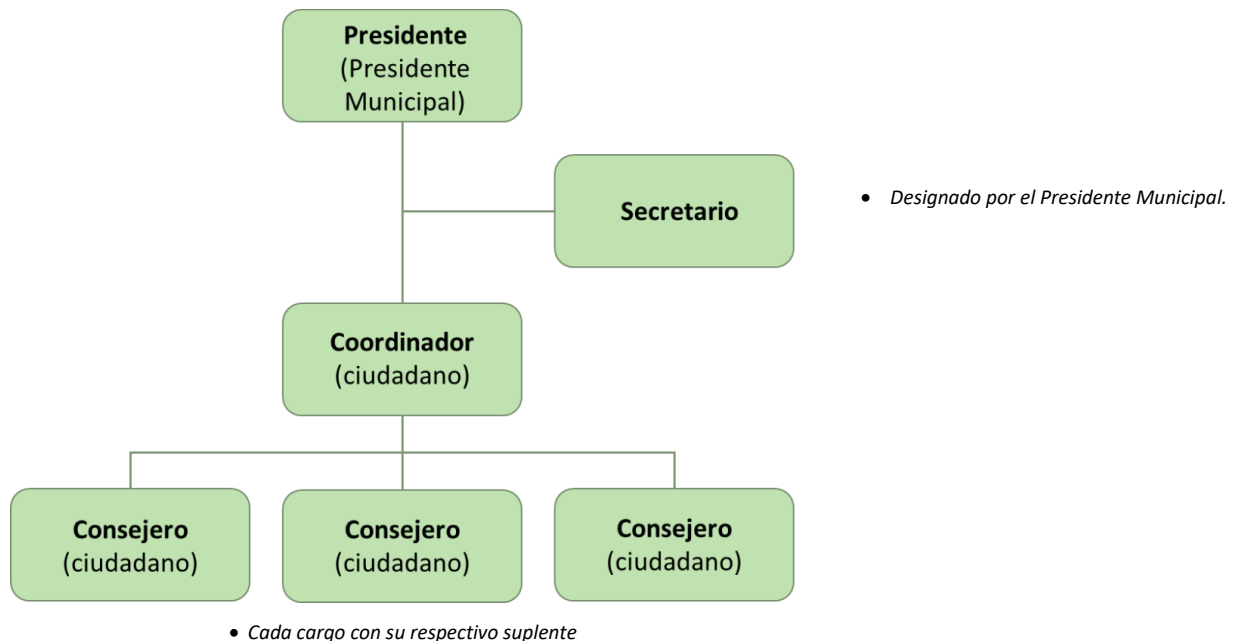 Presidente
(Presidente
Municipal)
Secretario
• Designado por el Presidente Municipal.
Coordinador
(ciudadano)
Consejero
(ciudadano)
Consejero
(ciudadano)
Consejero
(ciudadano)
• Cada cargo con su respectivo suplente